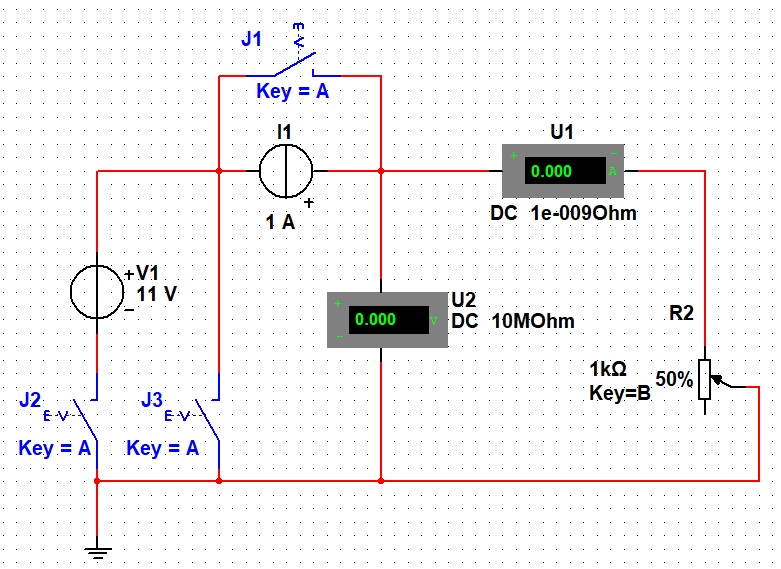 J1
Key = A
I1
+
1 A
U1
+
-
0.000
A
DC 1e-009Ohm
+
V1
11 V
-
+
-
0.000
V
U2
DC 10MOhm
R2
1kΩ
50%
Key=B
J2
Key = A
J3
Key = A